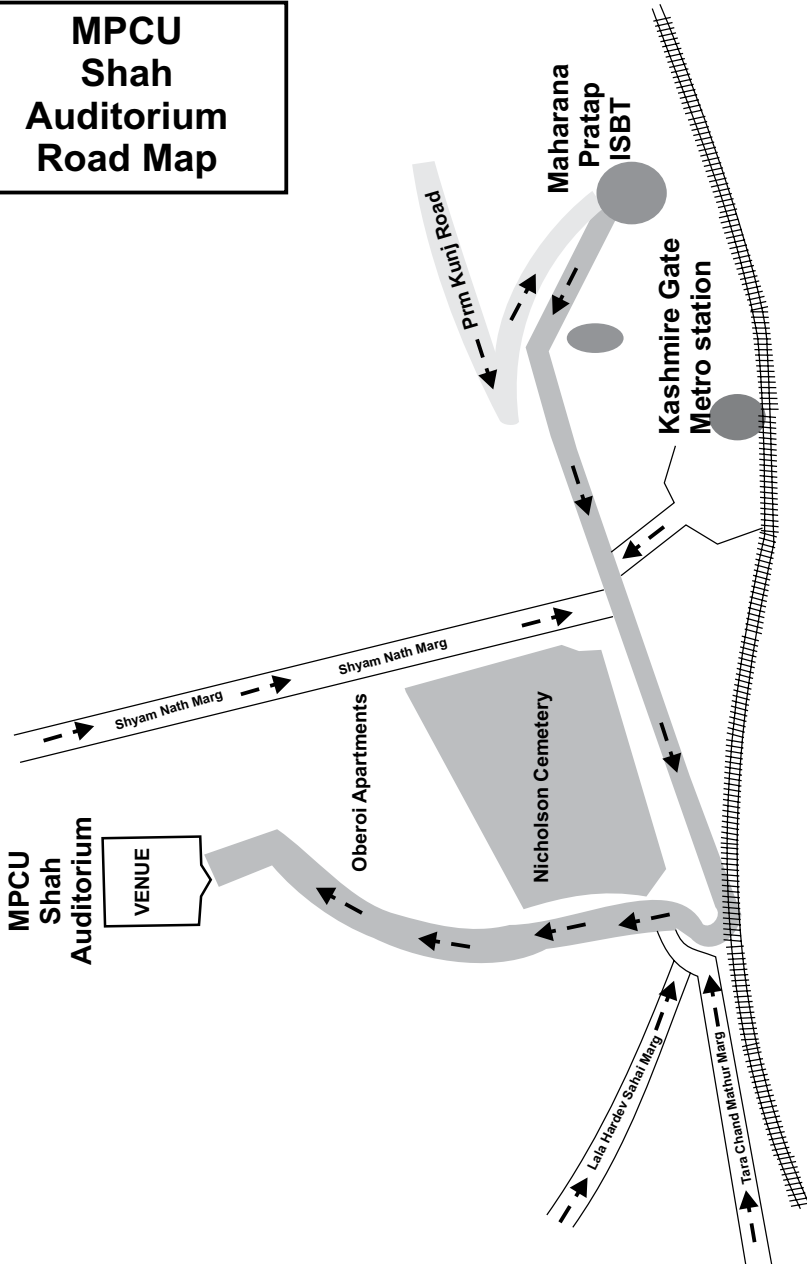 MPCU
Shah
Auditorium
Road Map
Maharana
Pratap
ISBT
Prm Kunj Road
Kashmire Gate
Metro station
Shyam Nath Marg
Shyam Nath Marg
Oberoi Apartments
Nicholson Cemetery
MPCU
Shah
Auditorium
VENUE
Lala Hardev Sahai Marg
Tara Chand Mathur Marg